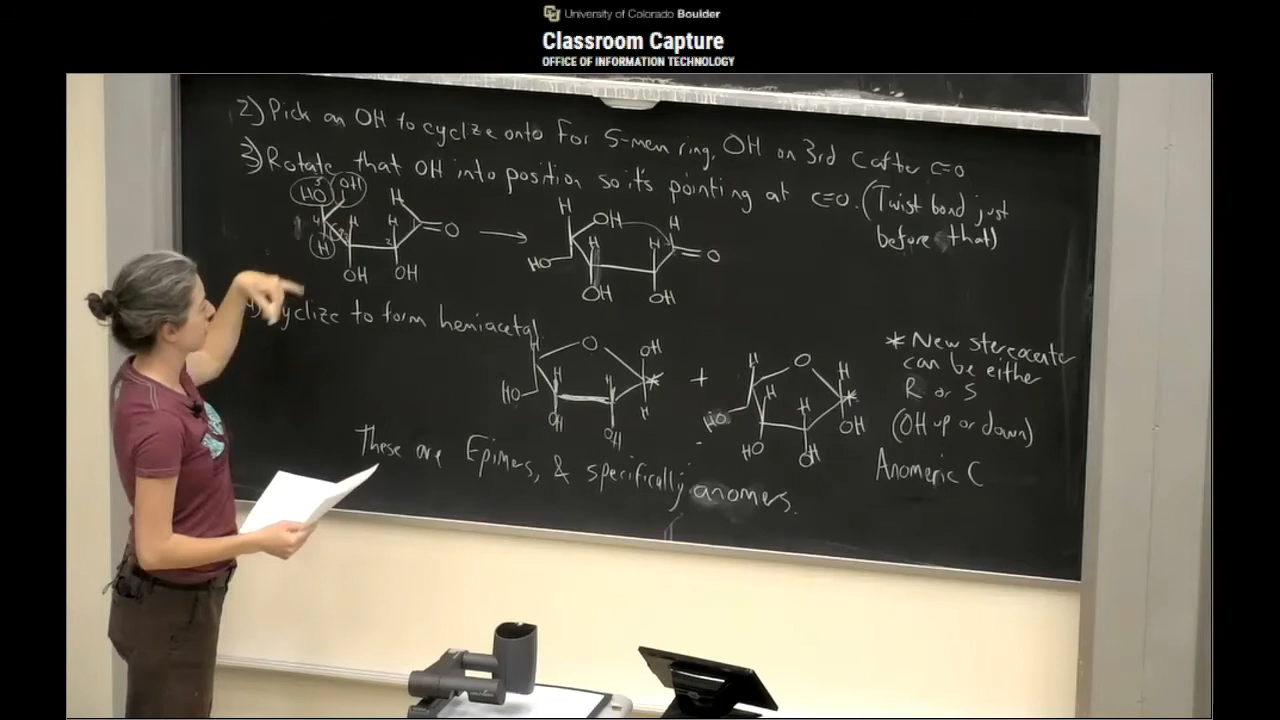 University of Colorado Boulder
Classroom Capture
OFFICE OF INFORMATION TECHNOLOGY
2) Pick an OH to cyclize onto For 5-mem ring, OH on 3rd C after C=O
3) Rotate that OH into position so it's pointing at C=O. (Twist bond just
before that)
HO 5 OH H
4 H H O
H 3 2
OH OH
H OH H
H H O
HO
OH OH
yclize to form hemiacetal
H O OH
H H *
HO H
OH OH
+
H O H
H H *
HO OH
HO OH
* New stereocenter
can be either
R or S
(OH up or down)
Anomeric C
These are Epimers, & specifically anomers.